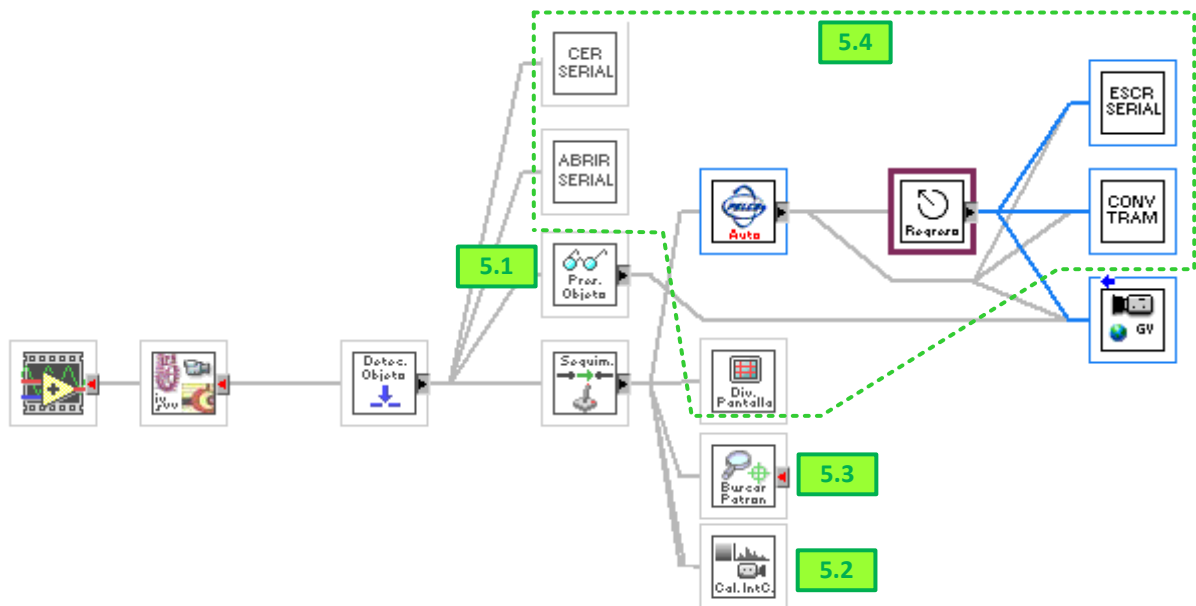 5.4
CER
SERIAL
ESCR
SERIAL
ABRIR
SERIAL
PELCO
Auto
Regreso
CONV
TRAM
5.1
Pres.
Objeto
GV
Detec.
Objeto
Seguim.
Div.
Pantalla
Buscar
Patron
5.3
Cal.IntC.
5.2